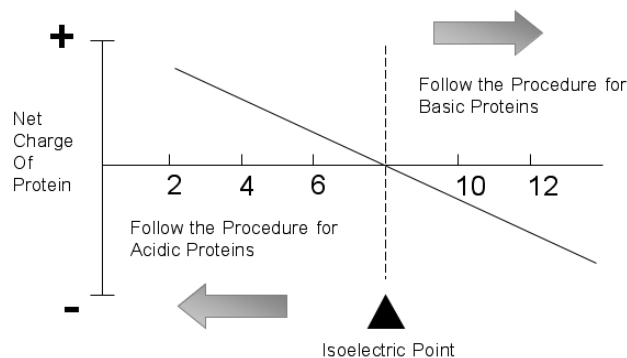 +
Follow the Procedure for
Basic Proteins
Net
Charge
Of
Protein
2 4 6 10 12
Follow the Procedure for
Acidic Proteins
-
Isoelectric Point